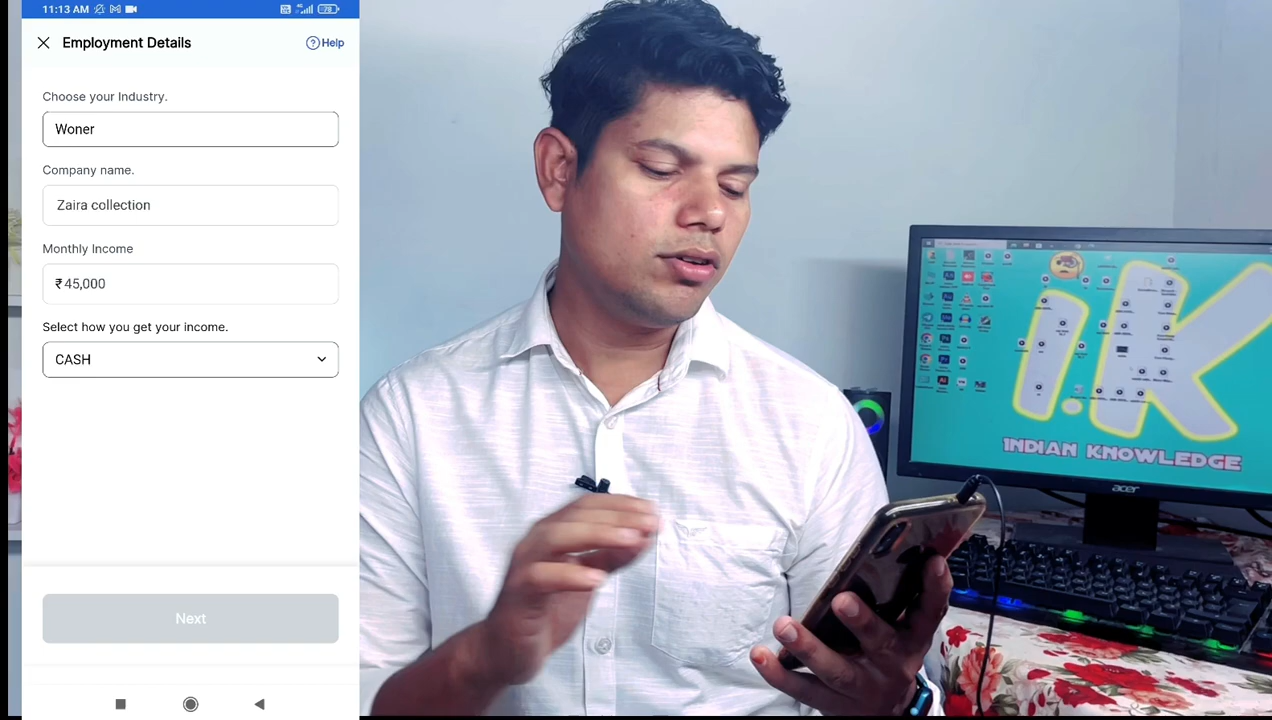 11:13 AM
78
Employment Details
Help
Choose your Industry.
Woner
Company name.
Zaira collection
Monthly Income
₹45,000
Select how you get your income.
CASH
Next
I.K
INDIAN KNOWLEDGE
acer